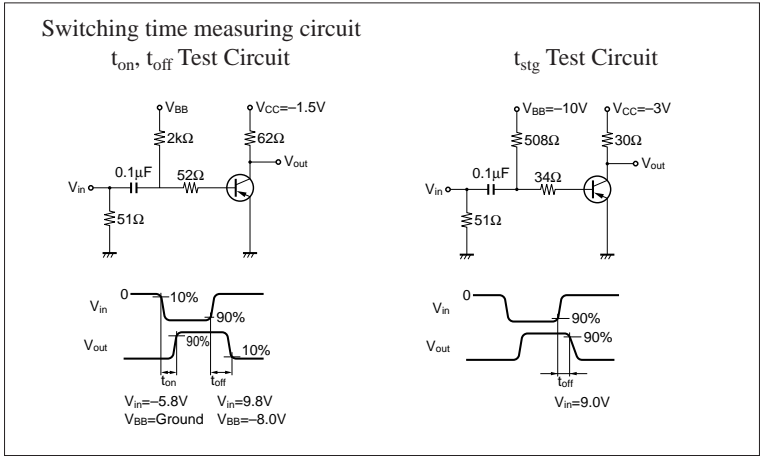 Switching time measuring circuit
tₒₙ, tₒff Test Circuit
VBB
VCC=–1.5V
2kΩ
62Ω
Vout
0.1µF
52Ω
Vin
51Ω
0
10%
Vin
90%
Vout
90%
10%
ton
toff
Vin=–5.8V
Vin=9.8V
VBB=Ground
VBB=–8.0V
tstg Test Circuit
VBB=–10V
VCC=–3V
508Ω
30Ω
Vout
0.1µF
34Ω
Vin
51Ω
0
Vin
90%
Vout
90%
toff
Vin=9.0V